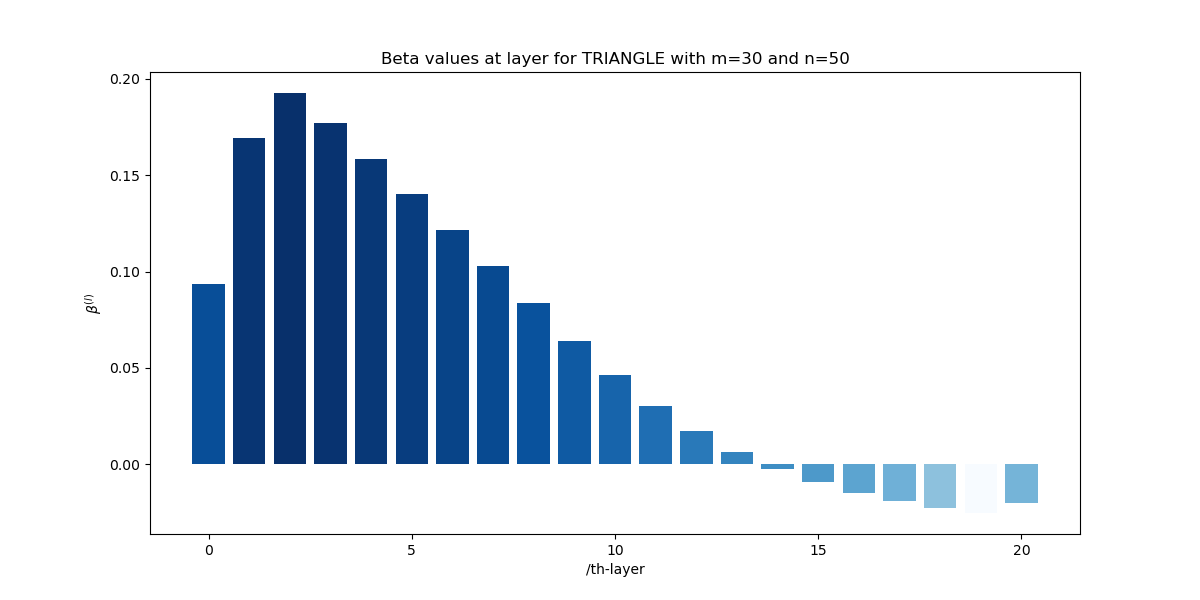 Beta values at layer for TRIANGLE with m=30 and n=50
0.20
0.15
0.10
0.05
0.00
β^(l)
0 5 10 15 20
/th-layer